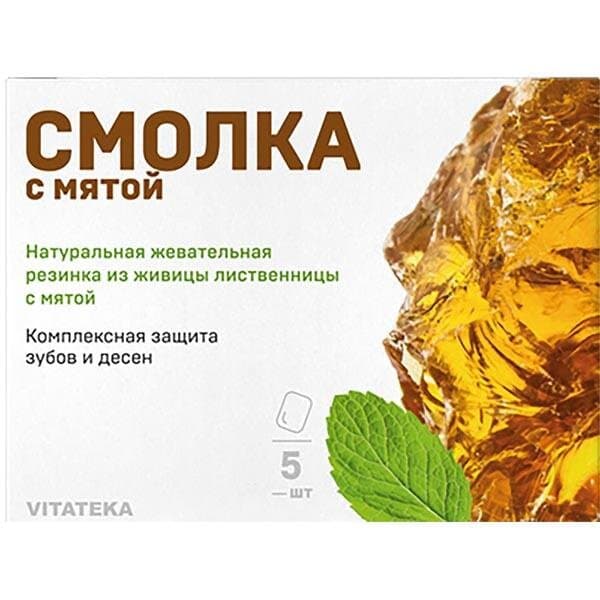 СМОЛКА
С МЯТОЙ
Натуральная жевательная
резинка из живицы лиственницы
с мятой
Комплексная защита
зубов и десен
5
—шт
VITATEKA